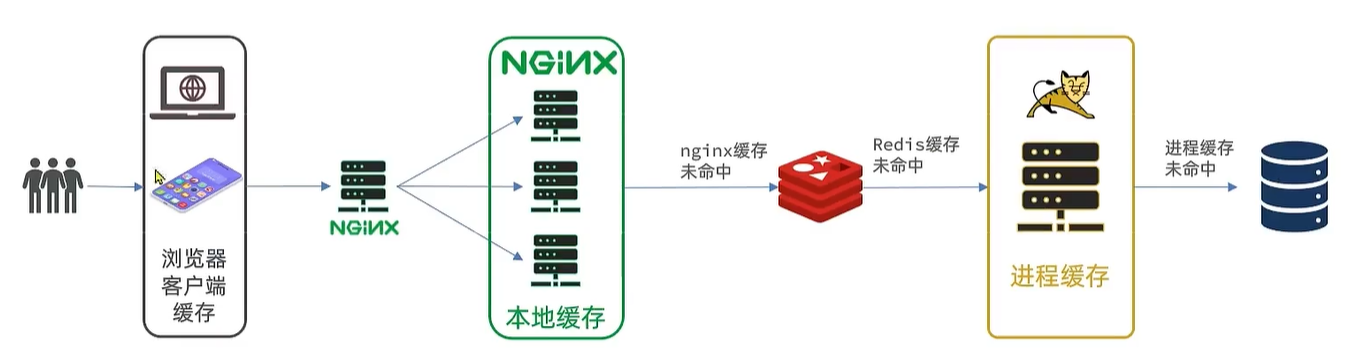 浏览器
客户端
缓存
NGINX
NGINX
本地缓存
nginx缓存
未命中
Redis缓存
未命中
进程缓存
进程缓存
未命中